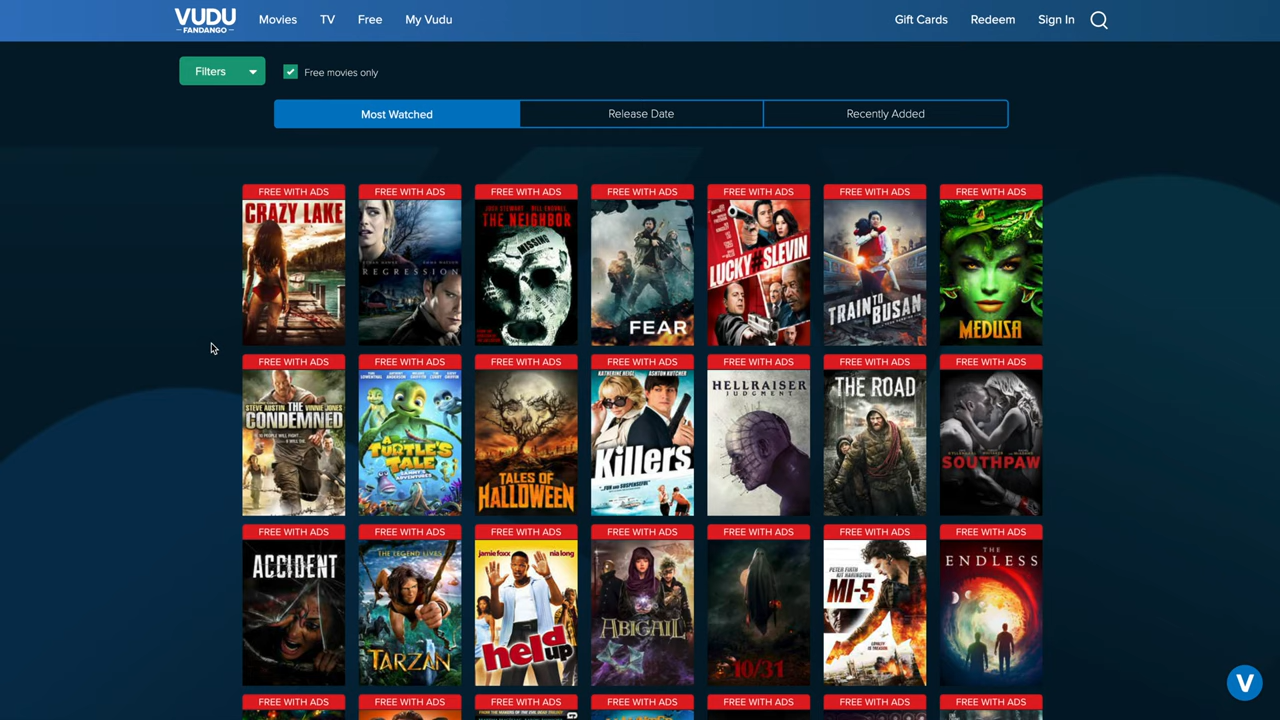 VUDU
FANDANGO
Movies TV Free My Vudu
Gift Cards Redeem Sign In
Filters
Free movies only
Most Watched Release Date Recently Added
FREE WITH ADS FREE WITH ADS FREE WITH ADS FREE WITH ADS FREE WITH ADS FREE WITH ADS FREE WITH ADS
CRAZY LAKE
REGRESSION
THE NEIGHBOR
MISSING
FEAR
LUCKY # SLEVIN
TRAIN TO BUSAN
MEDUSA
FREE WITH ADS FREE WITH ADS FREE WITH ADS FREE WITH ADS FREE WITH ADS FREE WITH ADS FREE WITH ADS
STEVE AUSTIN THE VINNIE JONES
CONDEMNED
A
TURTLE'S
TALE
SAMMY'S ADVENTURES
TALES OF
HALLOWEEN
KATHERINE HEIGL ASHTON KUTCHER
Killers
HELLRAISER
JUDGMENT
THE ROAD
SOUTHPAW
FREE WITH ADS FREE WITH ADS FREE WITH ADS FREE WITH ADS FREE WITH ADS FREE WITH ADS FREE WITH ADS
ACCIDENT
THE LEGEND LIVES
TARZAN
jamie foxx nia long
held up
ABIGAIL
10/31
PETER FIRTH
KIT HARINGTON
MI-5
THE
ENDLESS
FREE WITH ADS FREE WITH ADS FREE WITH ADS FREE WITH ADS FREE WITH ADS FREE WITH ADS FREE WITH ADS
V